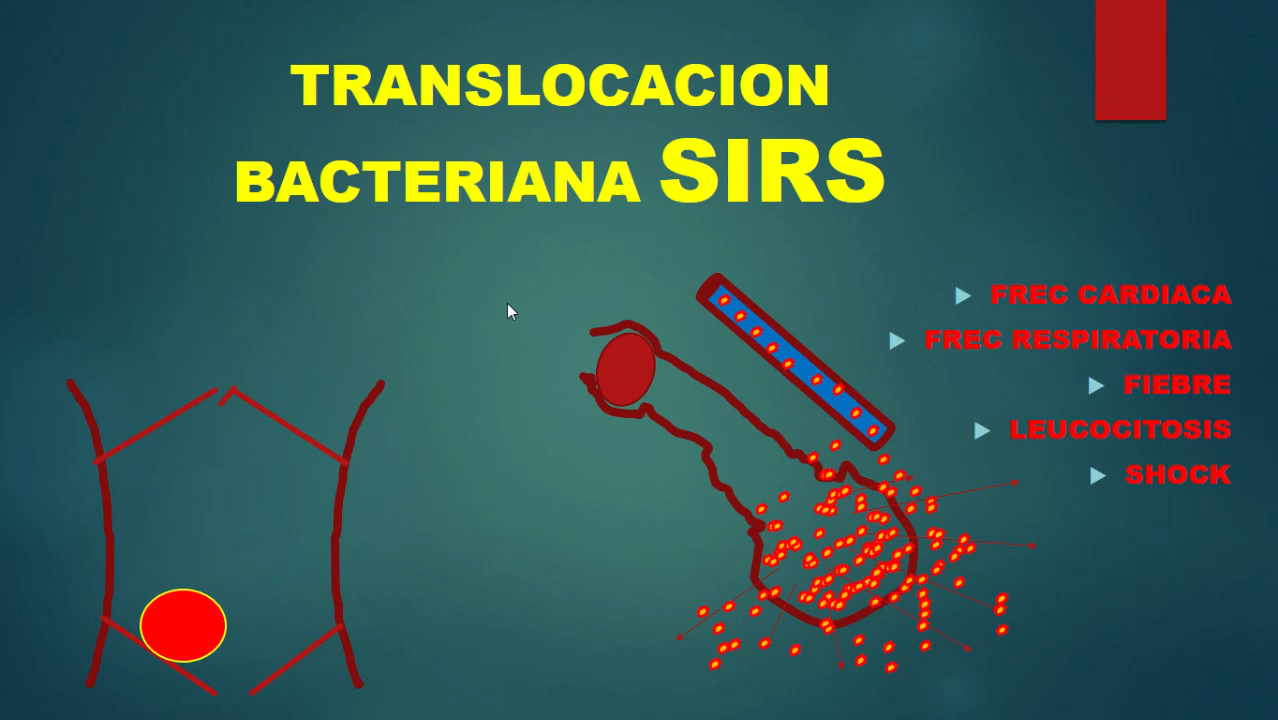 TRANSLOCACION
BACTERIANA SIRS
FREC CARDIACA
FREC RESPIRATORIA
FIEBRE
LEUCOCITOSIS
SHOCK